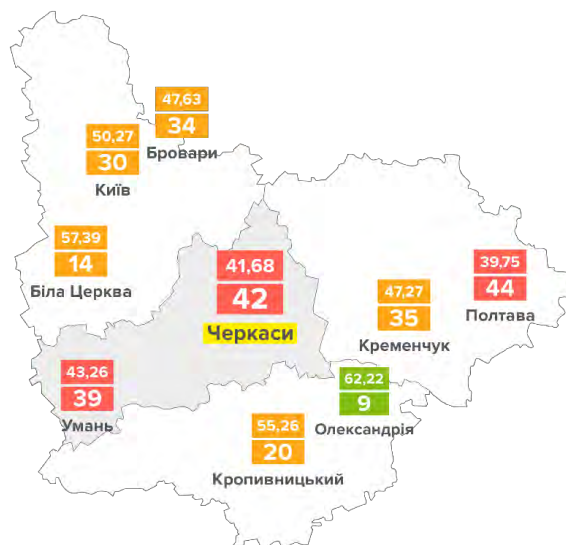 47,63
34
Бровари
50,27
30
Київ
57,39
14
Біла Церква
41,68
42
Черкаси
39,75
44
Полтава
47,27
35
Кременчук
43,26
39
Умань
62,22
9
Олександрія
55,26
20
Кропивницький